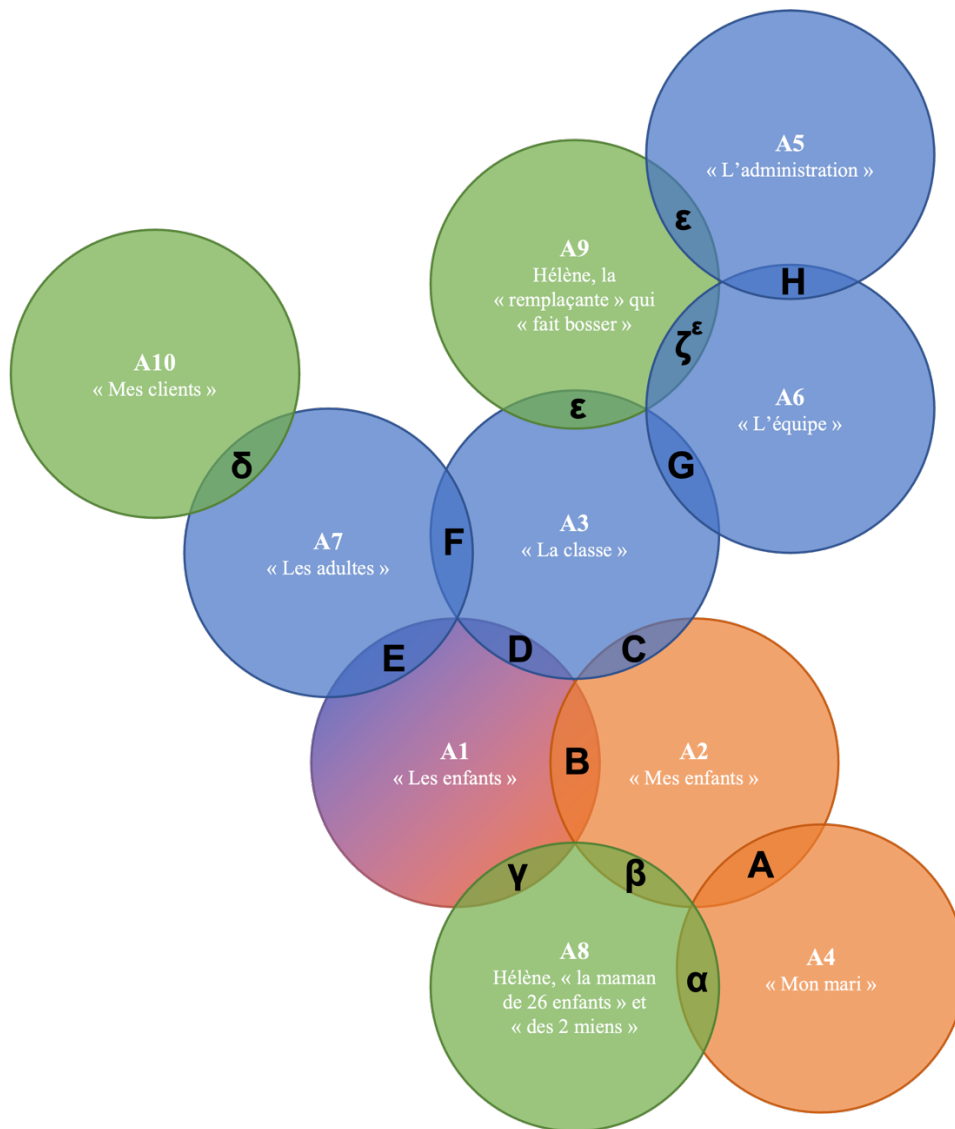 A5
« L’administration »
ε
A9
Hélène, la
« remplaçante » qui
« fait bosser »
H
ζε
A10
« Mes clients »
ε
A6
« L’équipe »
δ
G
A7
« Les adultes »
F
A3
« La classe »
E
D
C
A1
« Les enfants »
B
A2
« Mes enfants »
γ
β
A
A8
Hélène, « la maman
de 26 enfants » et
« des 2 miens »
α
A4
« Mon mari »